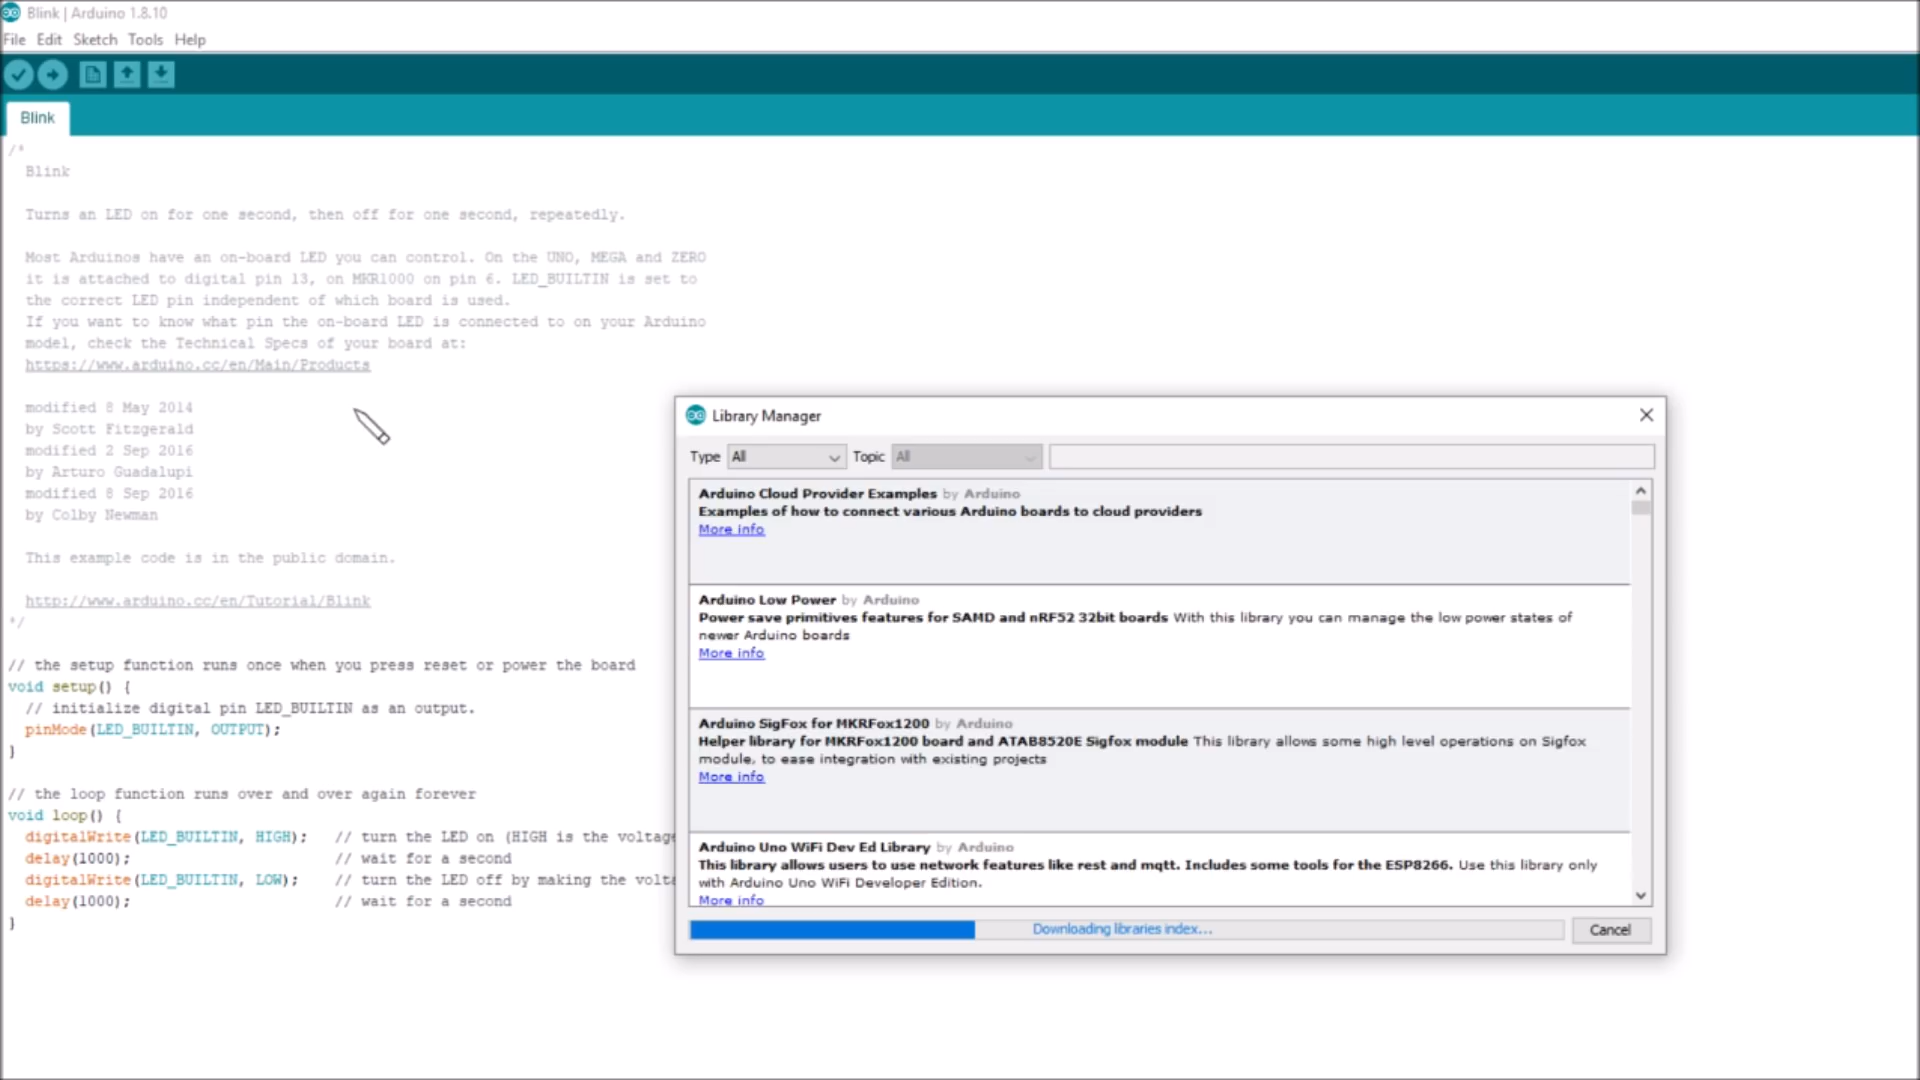 Blink | Arduino 1.8.10
File Edit Sketch Tools Help
Blink
/*
Blink
Turns an LED on for one second, then off for one second, repeatedly.
Most Arduinos have an on-board LED you can control. On the UNO, MEGA and ZERO
it is attached to digital pin 13, on MKR1000 on pin 6. LED_BUILTIN is set to
the correct LED pin independent of which board is used.
If you want to know what pin the on-board LED is connected to on your Arduino
model, check the Technical Specs of your board at:
https://www.arduino.cc/en/Main/Products
modified 8 May 2014
by Scott Fitzgerald
modified 2 Sep 2016
by Arturo Guadalupi
modified 8 Sep 2016
by Colby Newman
This example code is in the public domain.
http://www.arduino.cc/en/Tutorial/Blink
*/
// the setup function runs once when you press reset or power the board
void setup() {
// initialize digital pin LED_BUILTIN as an output.
pinMode(LED_BUILTIN, OUTPUT);
}
// the loop function runs over and over again forever
void loop() {
digitalWrite(LED_BUILTIN, HIGH); // turn the LED on (HIGH is the voltage
delay(1000); // wait for a second
digitalWrite(LED_BUILTIN, LOW); // turn the LED off by making the volta
delay(1000); // wait for a second
}
Library Manager
Type All Topic All
Arduino Cloud Provider Examples by Arduino
Examples of how to connect various Arduino boards to cloud providers
More info
Arduino Low Power by Arduino
Power save primitives features for SAMD and nRF52 32bit boards With this library you can manage the low power states of
newer Arduino boards
More info
Arduino SigFox for MKRFox1200 by Arduino
Helper library for MKRFox1200 board and ATAB8520E Sigfox module This library allows some high level operations on Sigfox
module, to ease integration with existing projects
More info
Arduino Uno WiFi Dev Ed Library by Arduino
This library allows users to use network features like rest and mqtt. Includes some tools for the ESP8266. Use this library only
with Arduino Uno WiFi Developer Edition.
More info
Downloading libraries index...
Cancel